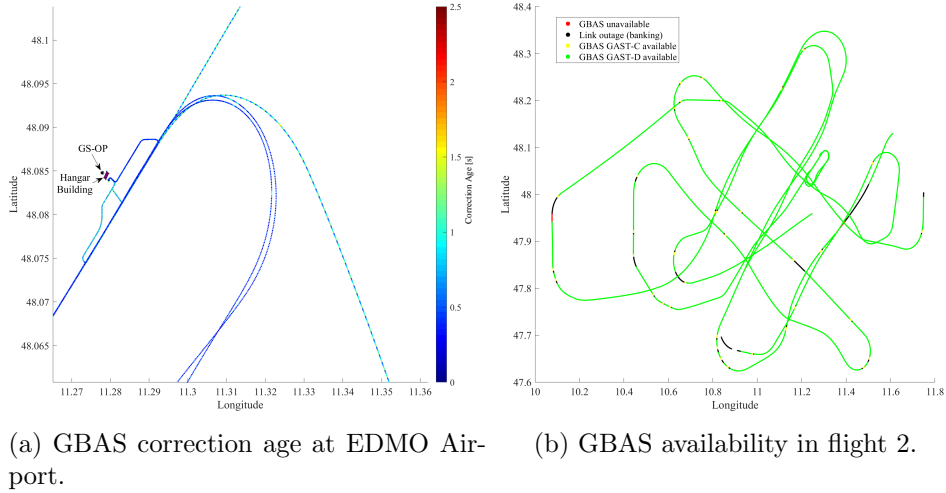 48.1
48.095
48.09
48.085
48.08
48.075
48.07
48.065
Latitude
GS-OP
Hangar
Building
11.27 11.28 11.29 11.3 11.31 11.32 11.33 11.34 11.35 11.36
Longitude
2.5
2
1.5
1
0.5
0
Correction Age [s]
48.4
48.3
48.2
48.1
48
47.9
47.8
47.7
47.6
Latitude
GBAS unavailable
Link outage (banking)
GBAS GAST-C available
GBAS GAST-D available
10 10.2 10.4 10.6 10.8 11 11.2 11.4 11.6 11.8
Longitude
(a) GBAS correction age at EDMO Air-
port.
(b) GBAS availability in flight 2.